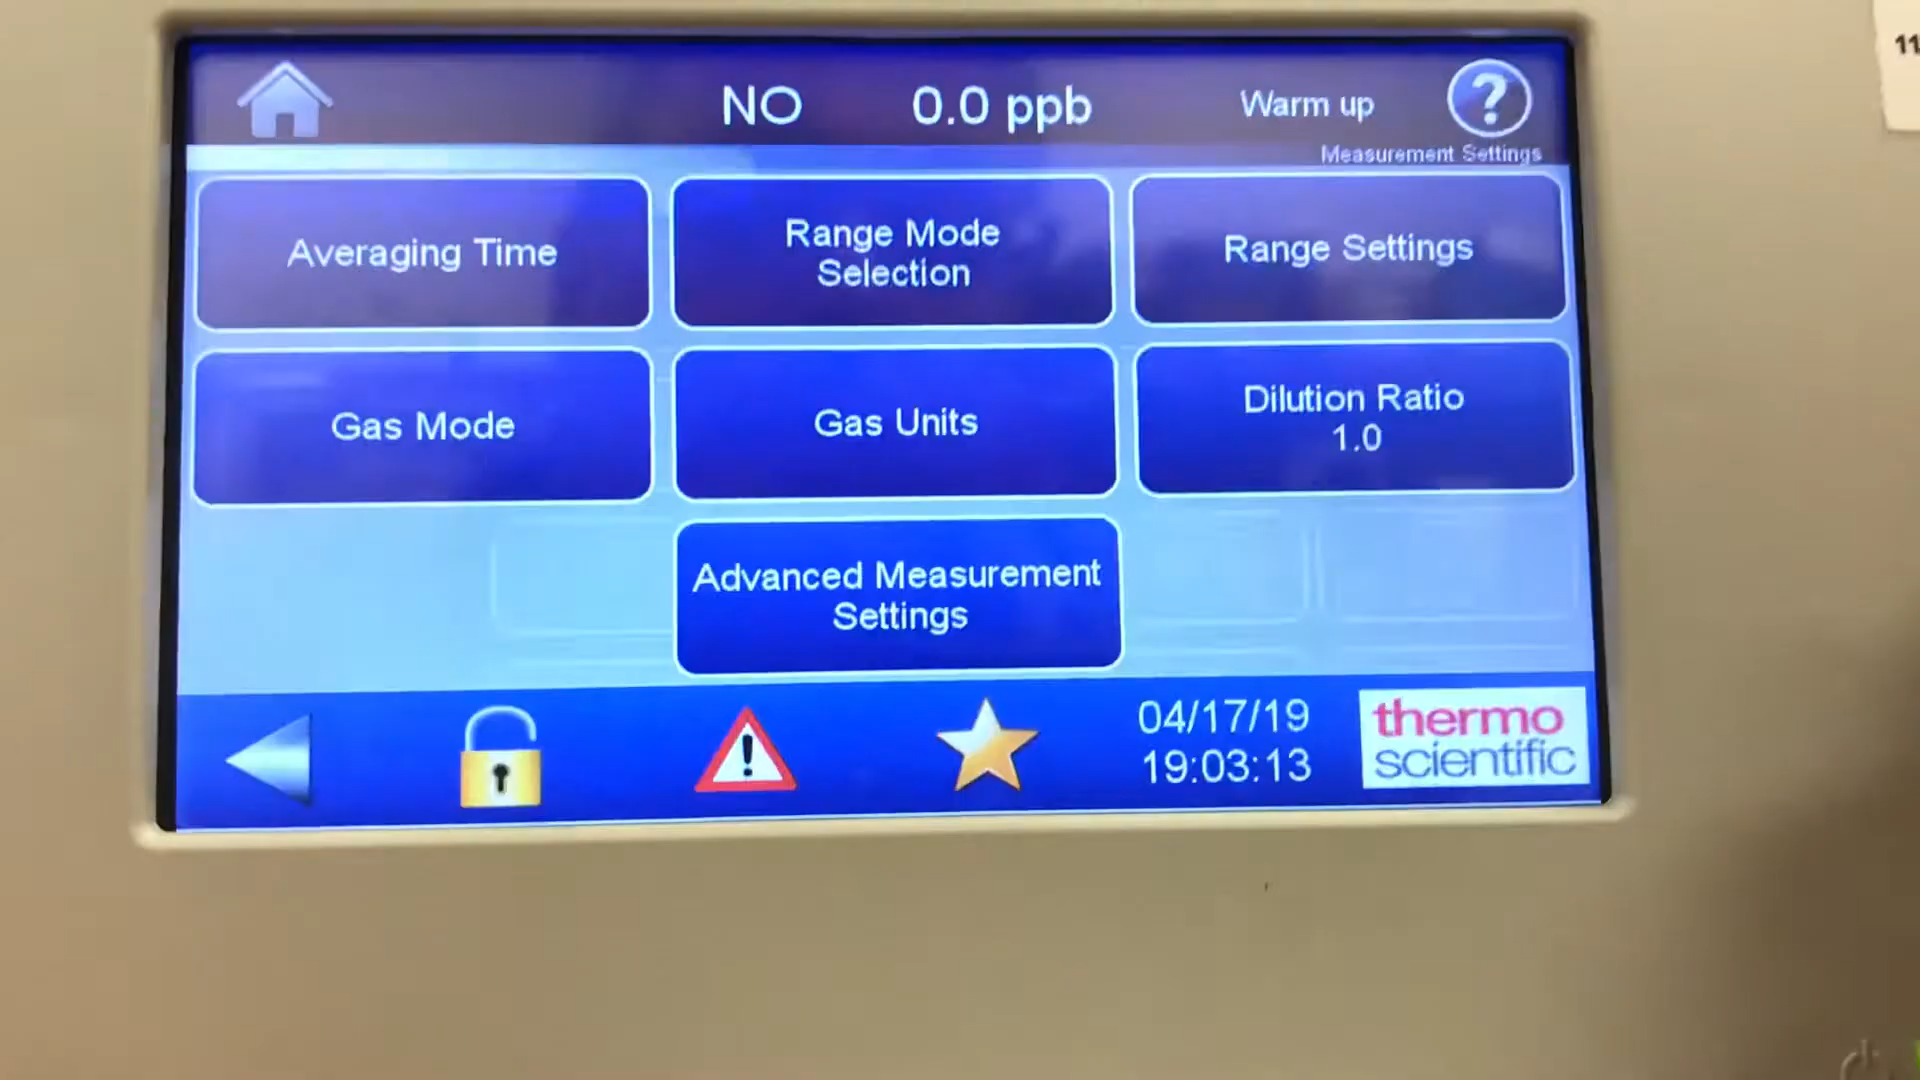 NO 0.0 ppb Warm up ?
Measurement Settings
Averaging Time
Range Mode
Selection
Range Settings
Gas Mode
Gas Units
Dilution Ratio
1.0
Advanced Measurement
Settings
04/17/19
19:03:13
thermo
scientific
11